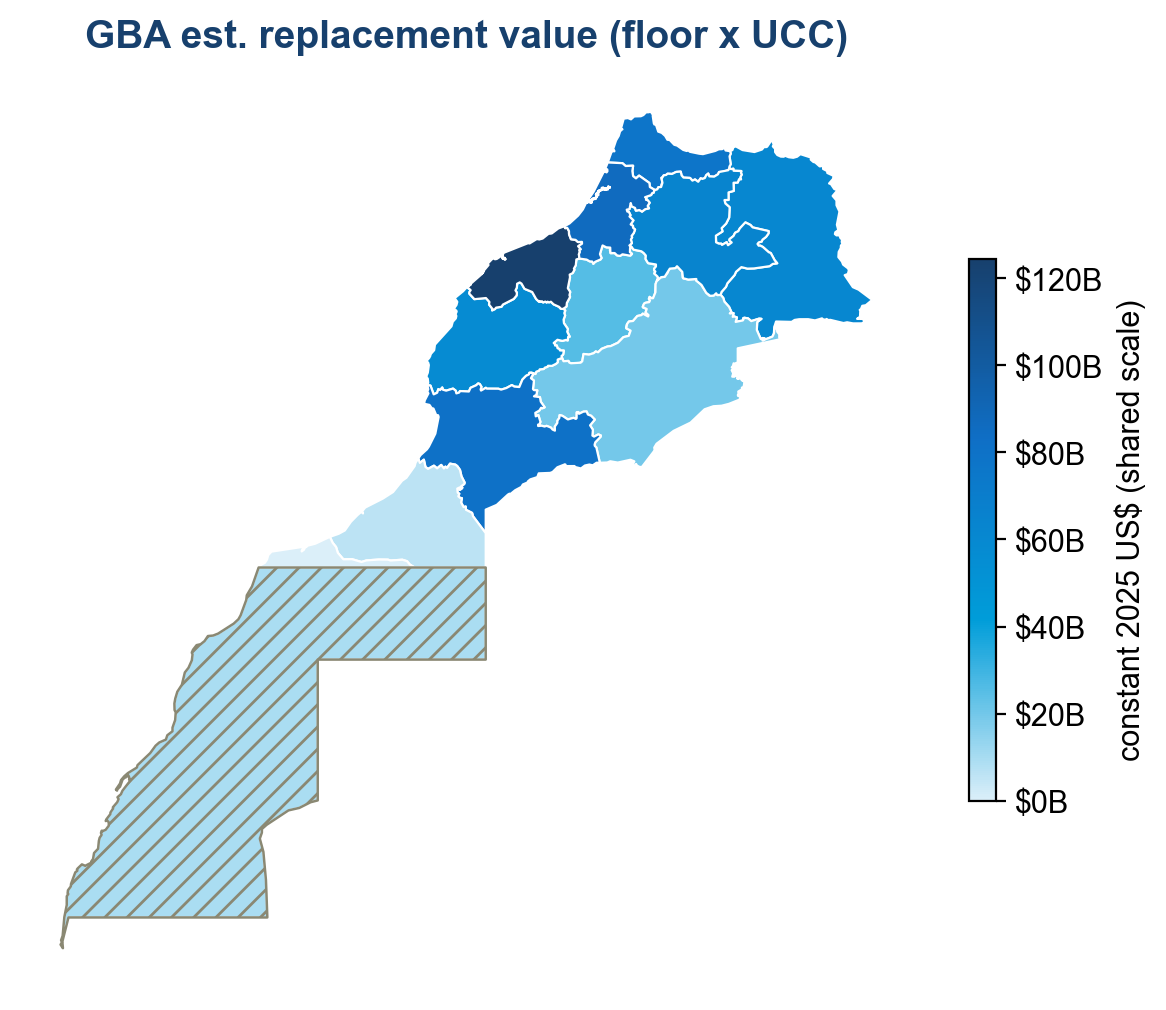 GBA est. replacement value (floor x UCC)
$120B
$100B
$80B
$60B
$40B
$20B
$0B
constant 2025 US$ (shared scale)